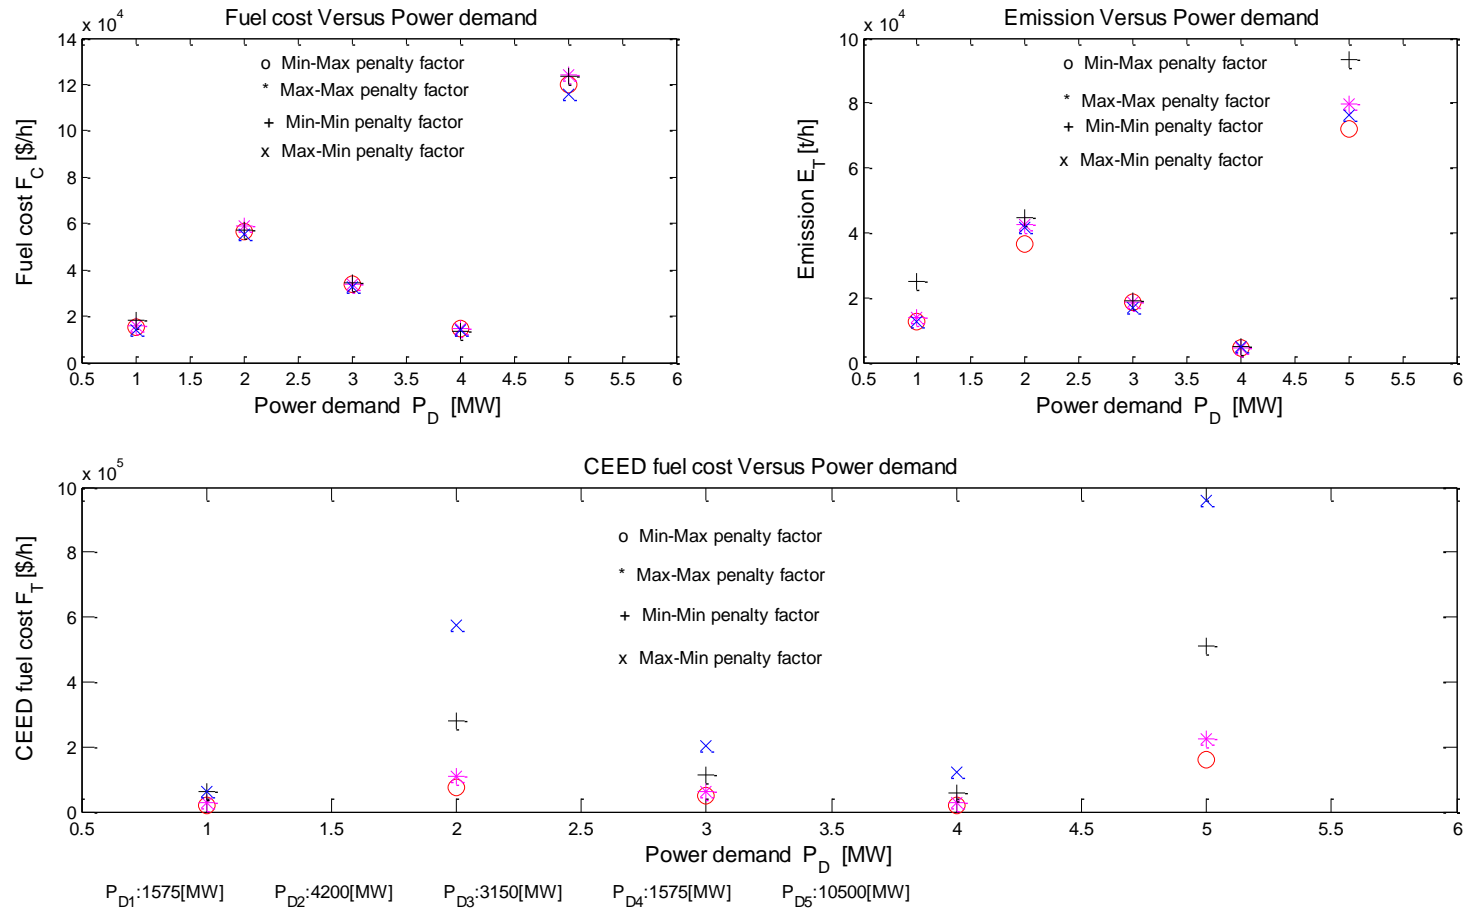 Fuel cost Versus Power demand
x 10^4
14
12
10
8
6
4
2
0
Fuel cost F_C [$/h]
o Min-Max penalty factor
* Max-Max penalty factor
+ Min-Min penalty factor
x Max-Min penalty factor
0.5 1 1.5 2 2.5 3 3.5 4 4.5 5 5.5 6
Power demand P_D [MW]
Emission Versus Power demand
x 10^4
10
8
6
4
2
0
Emission E_T [t/h]
o Min-Max penalty factor
* Max-Max penalty factor
+ Min-Min penalty factor
x Max-Min penalty factor
0.5 1 1.5 2 2.5 3 3.5 4 4.5 5 5.5 6
Power demand P_D [MW]
CEED fuel cost Versus Power demand
x 10^5
10
8
6
4
2
0
CEED fuel cost F_T [$/h]
o Min-Max penalty factor
* Max-Max penalty factor
+ Min-Min penalty factor
x Max-Min penalty factor
0.5 1 1.5 2 2.5 3 3.5 4 4.5 5 5.5 6
Power demand P_D [MW]
P_D1:1575[MW] P_D2:4200[MW] P_D3:3150[MW] P_D4:1575[MW] P_D5:10500[MW]